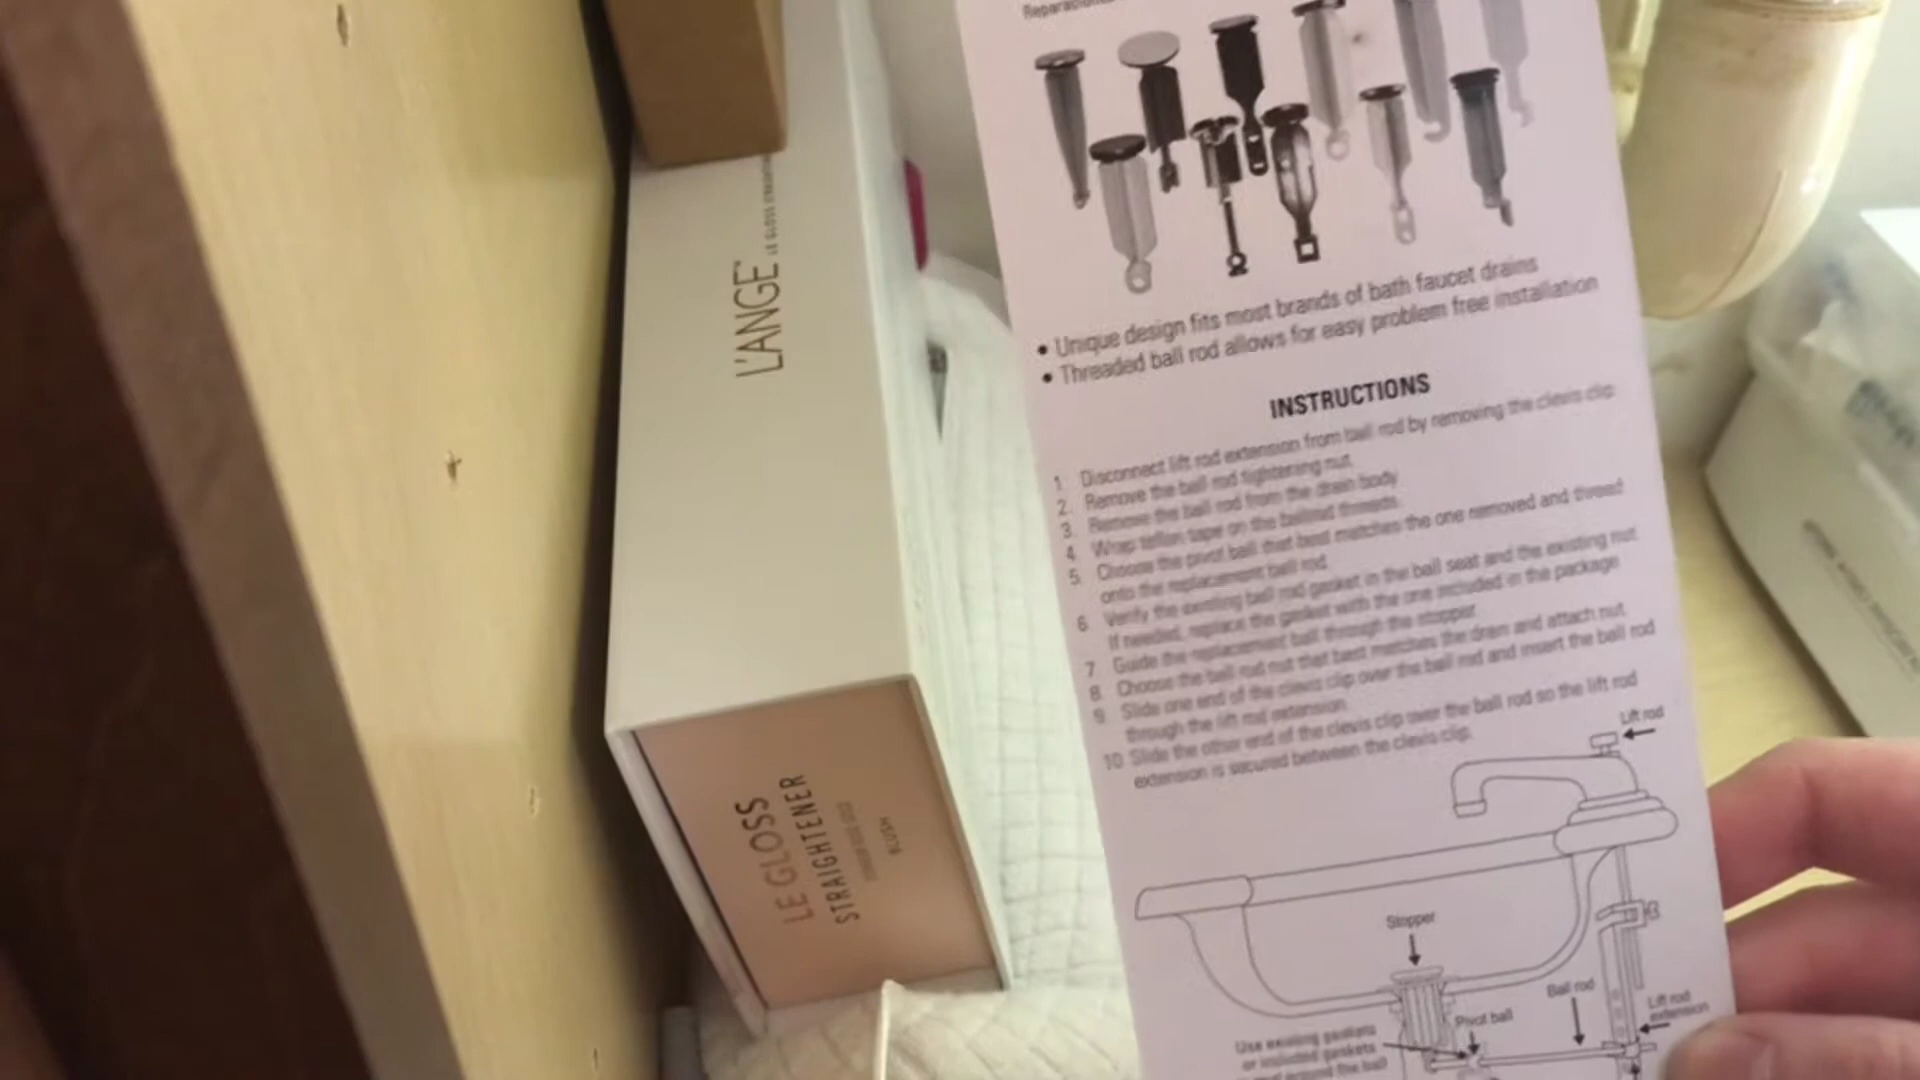 Reparaciones
• Unique design fits most brands of bath faucet drains
• Threaded ball rod allows for easy problem free installation
INSTRUCTIONS
1. Disconnect lift rod extension from ball rod by removing the clevis clip.
2. Remove the ball rod tightening nut.
3. Remove the ball rod from the drain body.
4. Wrap teflon tape on the threads.
5. Choose the pivot ball that best matches the one removed and thread
onto the replacement ball rod.
6. Verify the existing ball rod gasket in the ball seat and the existing nut.
If needed, replace the gasket with the one included in the package
7 Guide the replacement ball through the stopper.
8 Choose the ball rod nut that best matches the drain and attach nut.
9 Slide one end of the clevis clip over the ball rod and insert the ball rod
through the lift rod extension.
10 Slide the other end of the clevis clip over the ball rod so the lift rod
extension is secured between the clevis clip.
Lift rod
Stopper
Ball rod
Lift rod
extension
Pivot ball
Use existing gaskets
or included gaskets
around the ball
L'ANGE
LE GLOSS
LE GLOSS
STRAIGHTENER
BLUSH